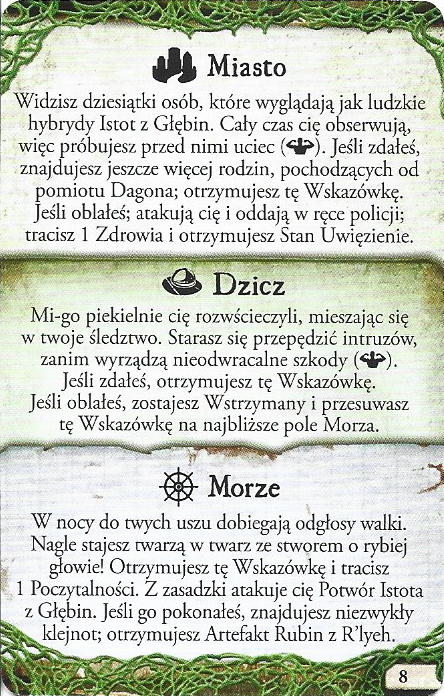 Miasto
Widzisz dziesiątki osób, które wyglądają jak ludzkie
hybrydy Istot z Głębin. Cały czas cię obserwują,
więc próbujesz przed nimi uciec (). Jeśli zdałeś,
znajdujesz jeszcze więcej rodzin, pochodzących od
pomiotu Dagona; otrzymujesz tę Wskazówkę.
Jeśli oblałeś; atakują cię i oddają w ręce policji;
tracisz 1 Zdrowia i otrzymujesz Stan Uwięzienie.
Dzicz
Mi-go piekielnie cię rozwścieczyli, mieszając się
w twoje śledztwo. Starasz się przepędzić intruzów,
zanim wyrządzą nieodwracalne szkody ().
Jeśli zdałeś, otrzymujesz tę Wskazówkę.
Jeśli oblałeś, zostajesz Wstrzymany i przesuwasz
tę Wskazówkę na najbliższe pole Morza.
Morze
W nocy do twych uszu dobiegają odgłosy walki.
Nagle stajesz twarzą w twarz ze stworem o rybiej
głowie! Otrzymujesz tę Wskazówkę i tracisz
1 Poczytalności. Z zasadzki atakuje cię Potwór Istota
z Głębin. Jeśli go pokonałeś, znajdujesz niezwykły
klejnot; otrzymujesz Artefakt Rubin z R'lyeh.
8